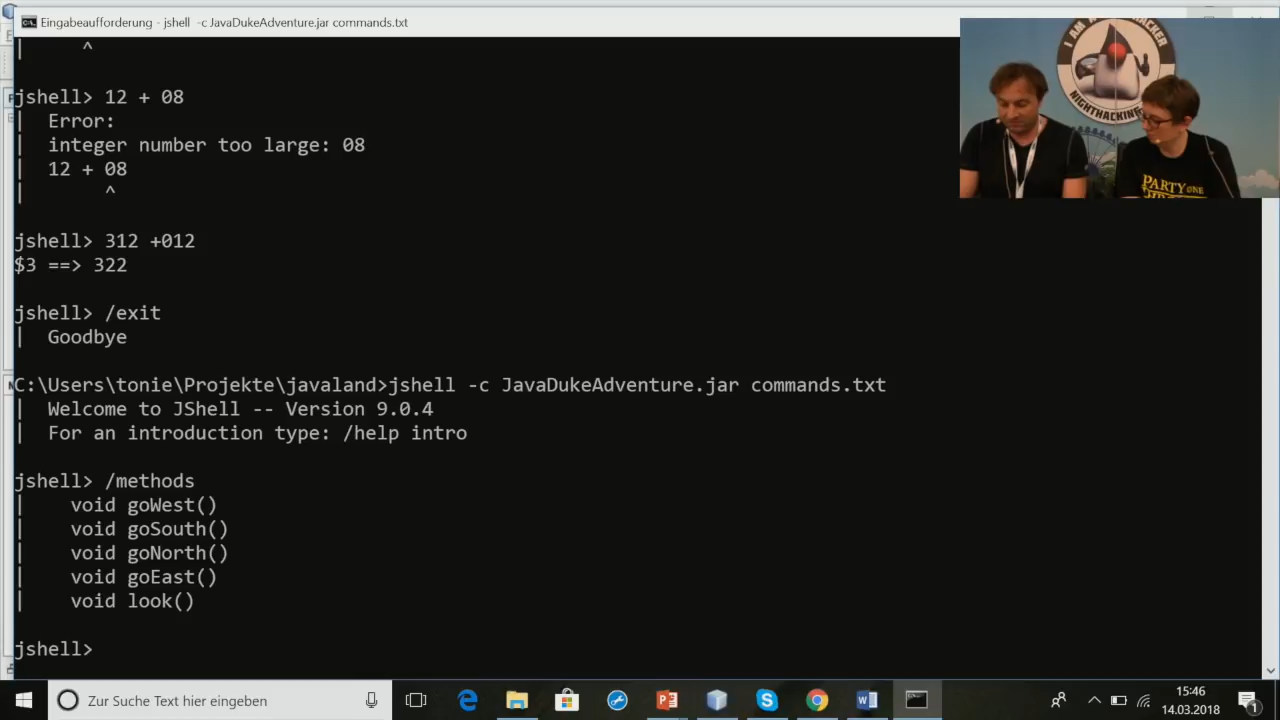 Eingabeaufforderung - jshell -c JavaDukeAdventure.jar commands.txt
| ^
jshell> 12 + 08
| Error:
| integer number too large: 08
| 12 + 08
| ^
jshell> 312 +012
$3 ==> 322
jshell> /exit
| Goodbye
C:\Users\tonie\Projekte\javaland>jshell -c JavaDukeAdventure.jar commands.txt
| Welcome to JShell -- Version 9.0.4
| For an introduction type: /help intro
jshell> /methods
| void goWest()
| void goSouth()
| void goNorth()
| void goEast()
| void look()
jshell>
NIGHTHACKING
PARTY ONE
Zur Suche Text hier eingeben
15:46
14.03.2018
1